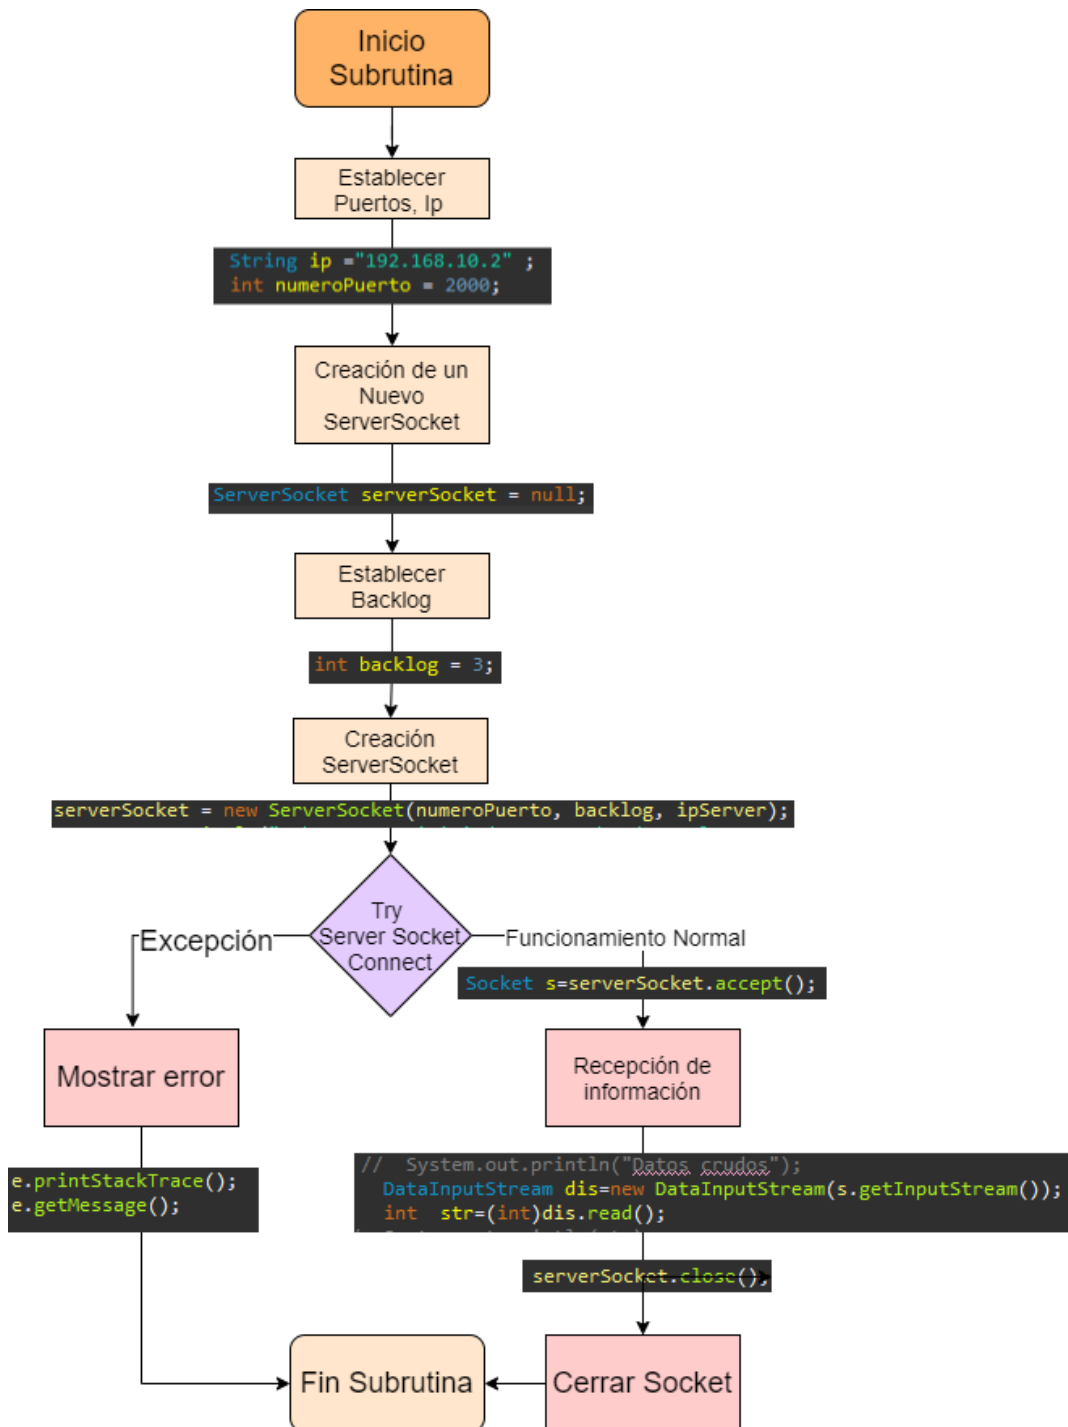 Inicio
Subrutina
Establecer
Puertos, Ip
String ip ="192.168.10.2" ;
int numeroPuerto = 2000;
Creación de un
Nuevo
ServerSocket
ServerSocket serverSocket = null;
Establecer
Backlog
int backlog = 3;
Creación
ServerSocket
serverSocket = new ServerSocket(numeroPuerto, backlog, ipServer);
Try
Server Socket
Connect
Excepción
Funcionamiento Normal
Socket s=serverSocket.accept();
Mostrar error
Recepción de
información
e.printStackTrace();
e.getMessage();
// System.out.println("Datos crudos");
DataInputStream dis=new DataInputStream(s.getInputStream());
int str=(int)dis.read();
serverSocket.close();
Fin Subrutina
Cerrar Socket